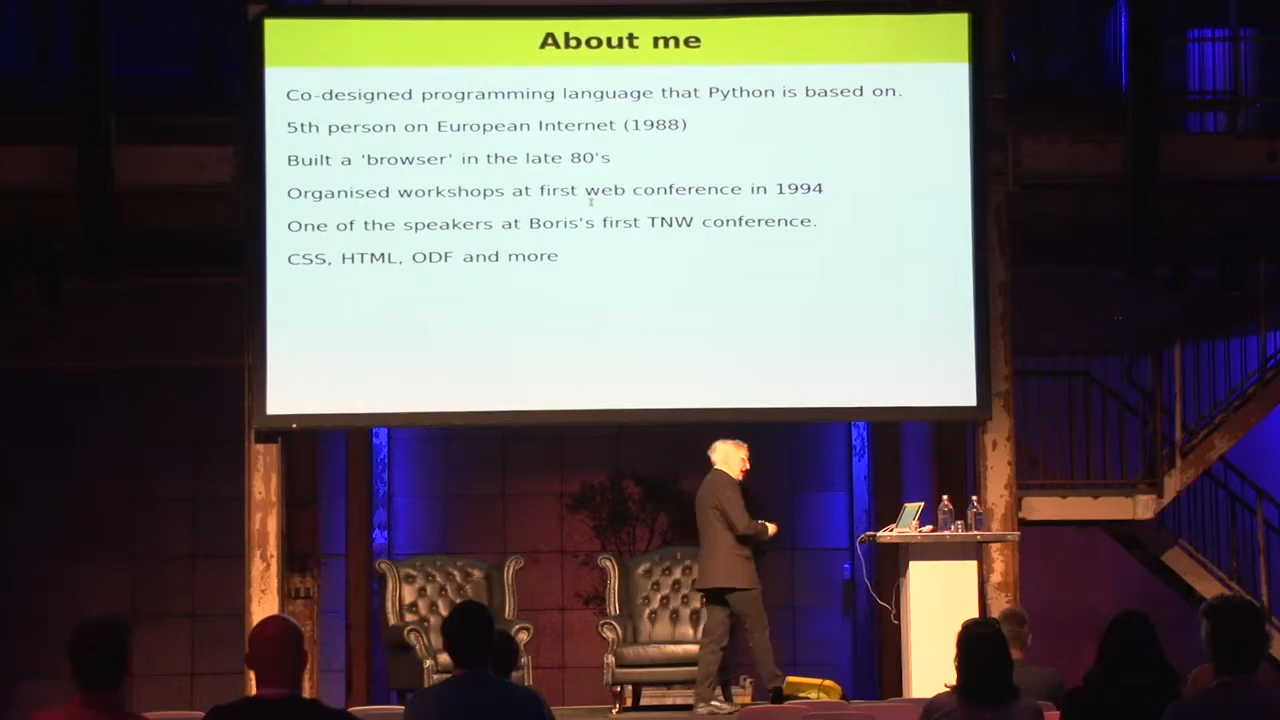 About me
Co-designed programming language that Python is based on.
5th person on European Internet (1988)
Built a 'browser' in the late 80's
Organised workshops at first web conference in 1994
One of the speakers at Boris's first TNW conference.
CSS, HTML, ODF and more